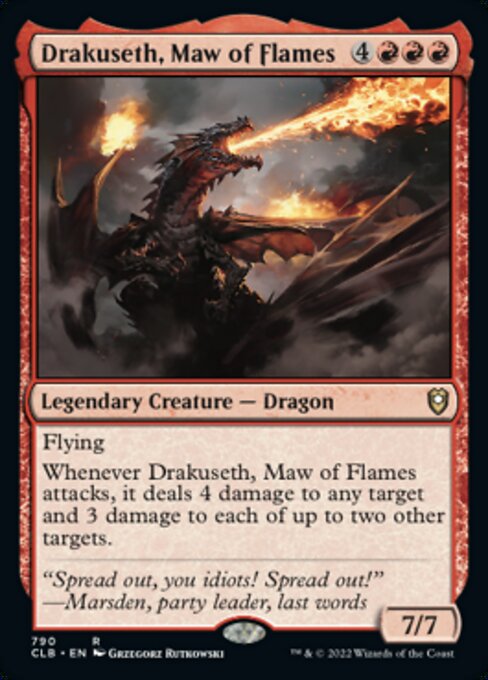 Drakuseth, Maw of Flames 4
Legendary Creature — Dragon
Flying
Whenever Drakuseth, Maw of Flames
attacks, it deals 4 damage to any target
and 3 damage to each of up to two other
targets.
“Spread out, you idiots! Spread out!”
—Marsden, party leader, last words
7/7
790 R
CLB • EN Grzegorz Rutkowski
™ & © 2022 Wizards of the Coast